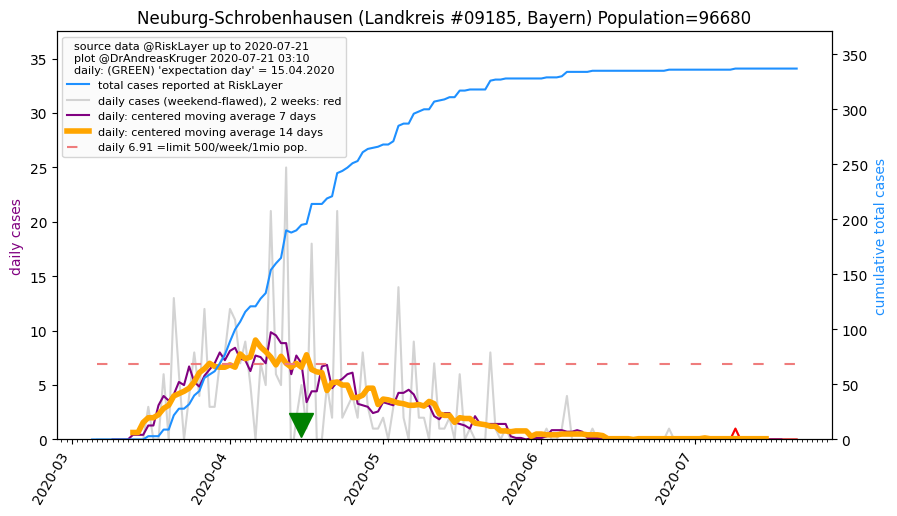 Neuburg-Schrobenhausen (Landkreis #09185, Bayern) Population=96680
source data @RiskLayer up to 2020-07-21
plot @DrAndreasKruger 2020-07-21 03:10
daily: (GREEN) 'expectation day' = 15.04.2020
total cases reported at RiskLayer
daily cases (weekend-flawed), 2 weeks: red
daily: centered moving average 7 days
daily: centered moving average 14 days
daily 6.91 =limit 500/week/1mio pop.
daily cases
35
30
25
20
15
10
5
0
cumulative total cases
350
300
250
200
150
100
50
0
2020-03
2020-04
2020-05
2020-06
2020-07